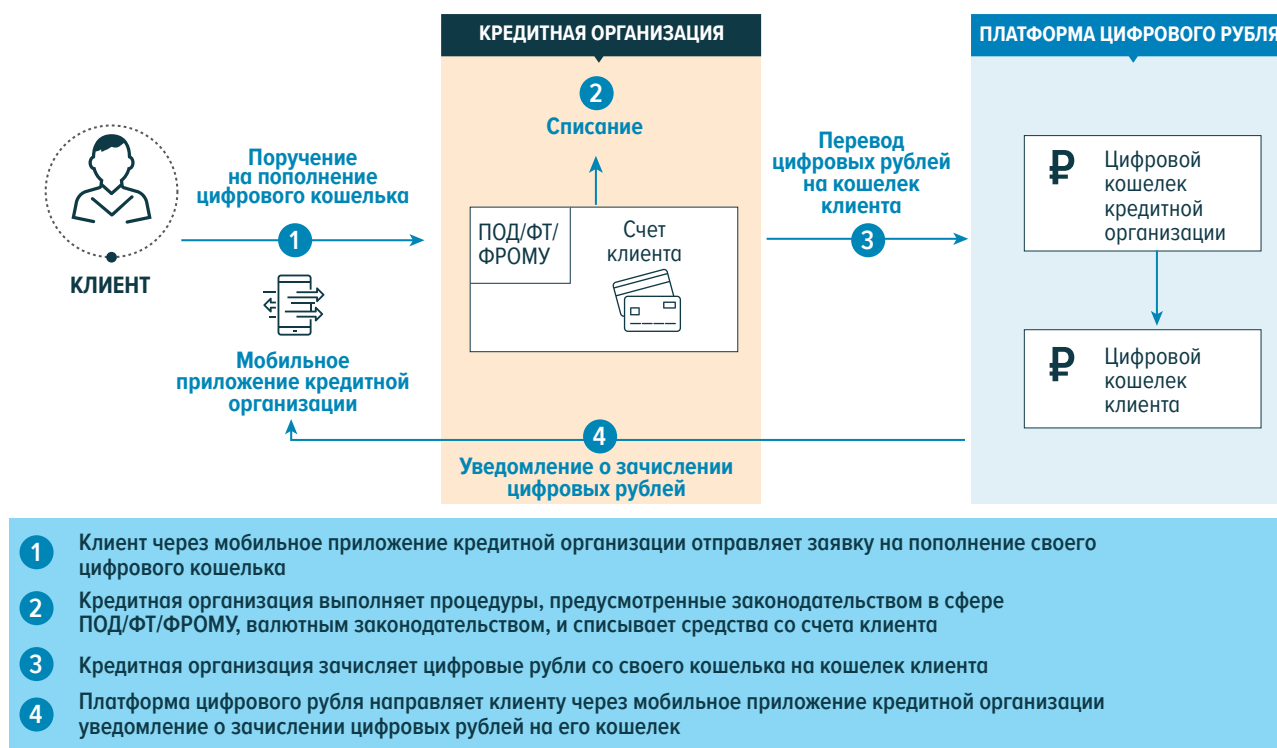 КРЕДИТНАЯ ОРГАНИЗАЦИЯ
ПЛАТФОРМА ЦИФРОВОГО РУБЛЯ
2
Списание
Поручение
на пополнение
цифрового кошелька
1
КЛИЕНТ
Мобильное
приложение кредитной
организации
ПОД/ФТ/
ФРОМУ
Счет
клиента
Перевод
цифровых рублей
на кошелек
клиента
3
₽
Цифровой
кошелек
кредитной
организации
₽
Цифровой
кошелек
клиента
4
Уведомление о зачислении
цифровых рублей
1
Клиент через мобильное приложение кредитной организации отправляет заявку на пополнение своего
цифрового кошелька
2
Кредитная организация выполняет процедуры, предусмотренные законодательством в сфере
ПОД/ФТ/ФРОМУ, валютным законодательством, и списывает средства со счета клиента
3
Кредитная организация зачисляет цифровые рубли со своего кошелька на кошелек клиента
4
Платформа цифрового рубля направляет клиенту через мобильное приложение кредитной организации
уведомление о зачислении цифровых рублей на его кошелек